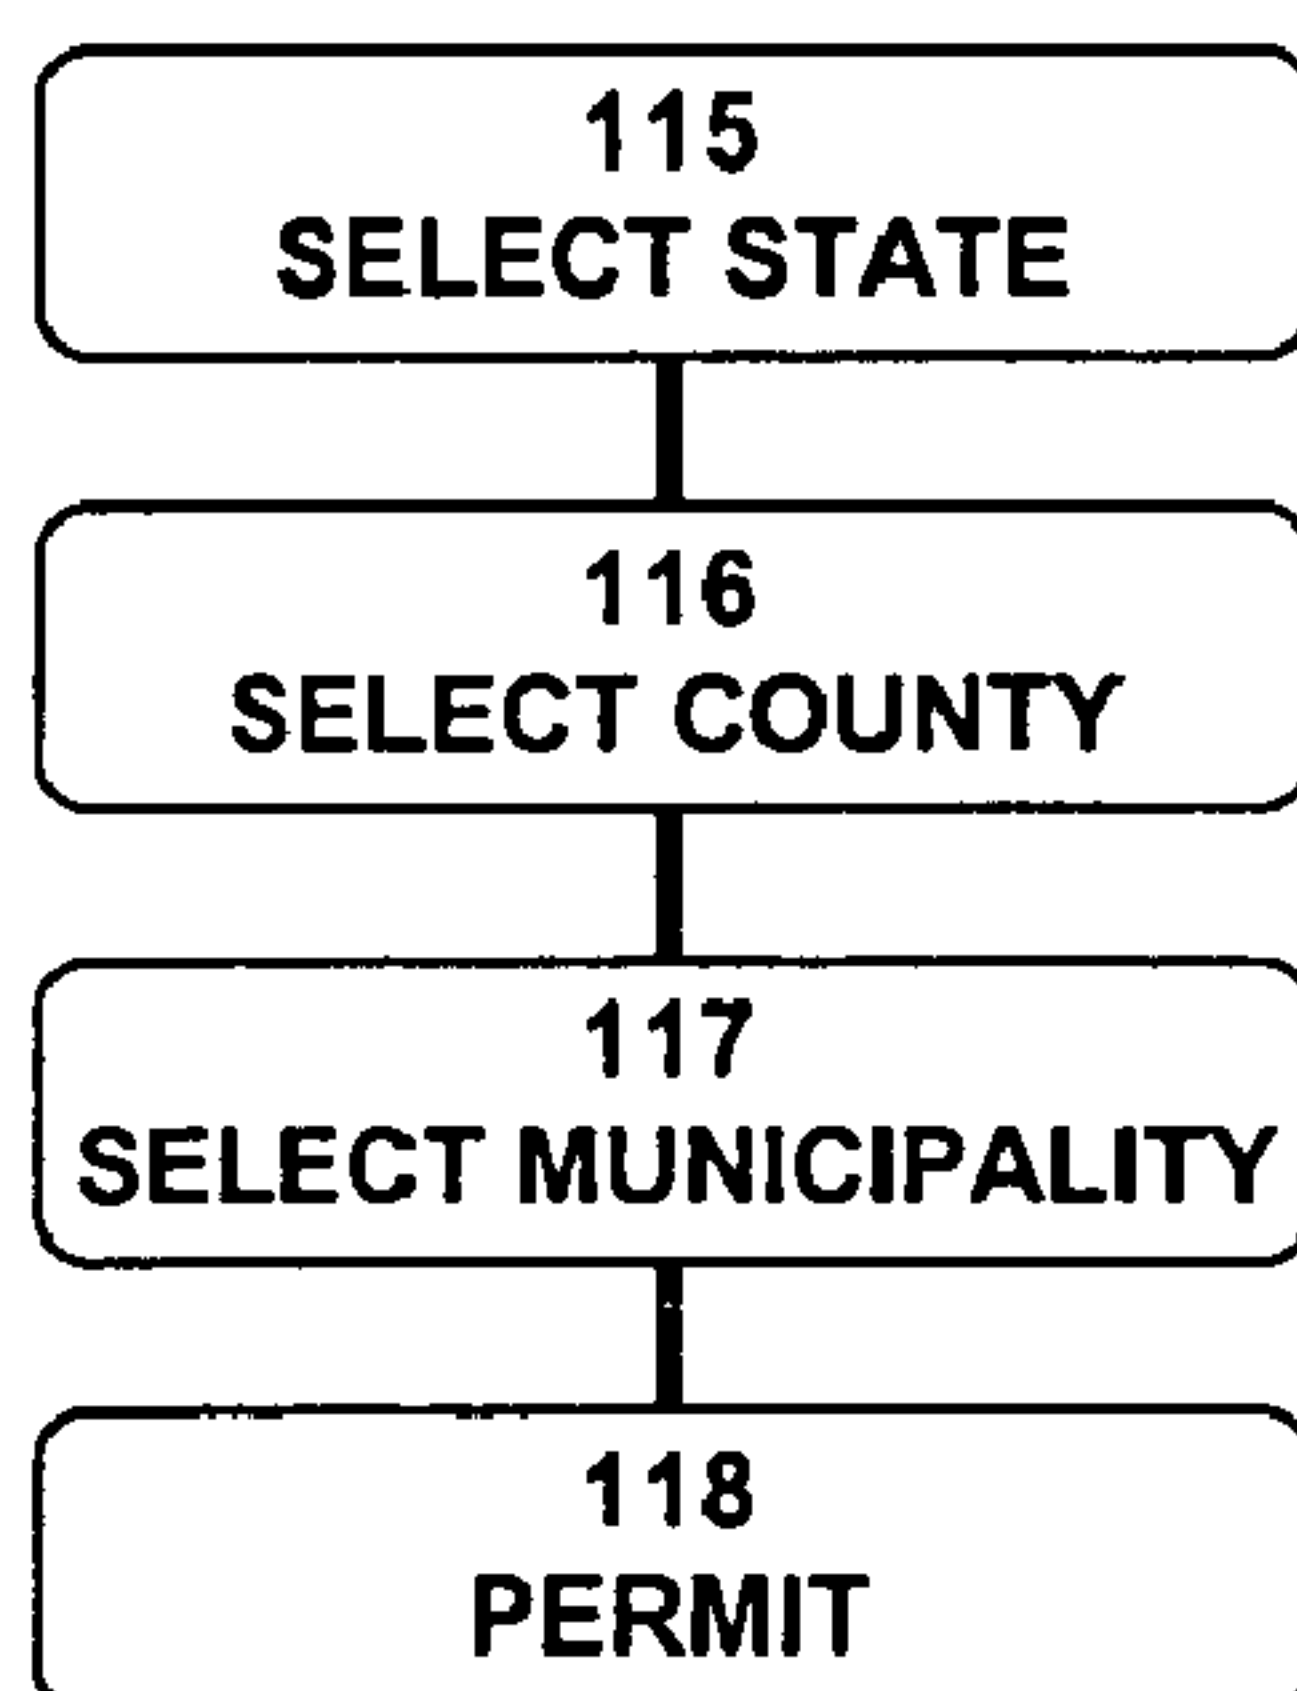 115
SELECT STATE
116
SELECT COUNTY
117
SELECT MUNICIPALITY
118
PERMIT